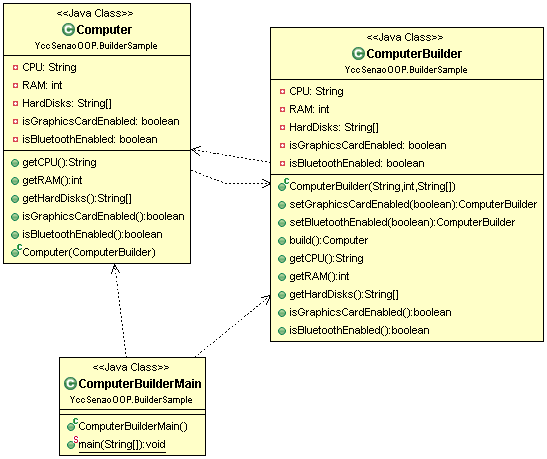 <<Java Class>>
Computer
YccSenaoOOP.BuilderSample
CPU: String
RAM: int
HardDisks: String[]
isGraphicsCardEnabled: boolean
isBluetoothEnabled: boolean
getCPU():String
getRAM():int
getHardDisks():String[]
isGraphicsCardEnabled():boolean
isBluetoothEnabled():boolean
Computer(ComputerBuilder)
<<Java Class>>
ComputerBuilder
YccSenaoOOP.BuilderSample
CPU: String
RAM: int
HardDisks: String[]
isGraphicsCardEnabled: boolean
isBluetoothEnabled: boolean
ComputerBuilder(String,int,String[])
setGraphicsCardEnabled(boolean):ComputerBuilder
setBluetoothEnabled(boolean):ComputerBuilder
build():Computer
getCPU():String
getRAM():int
getHardDisks():String[]
isGraphicsCardEnabled():boolean
isBluetoothEnabled():boolean
<<Java Class>>
ComputerBuilderMain
YccSenaoOOP.BuilderSample
ComputerBuilderMain()
main(String[]):void